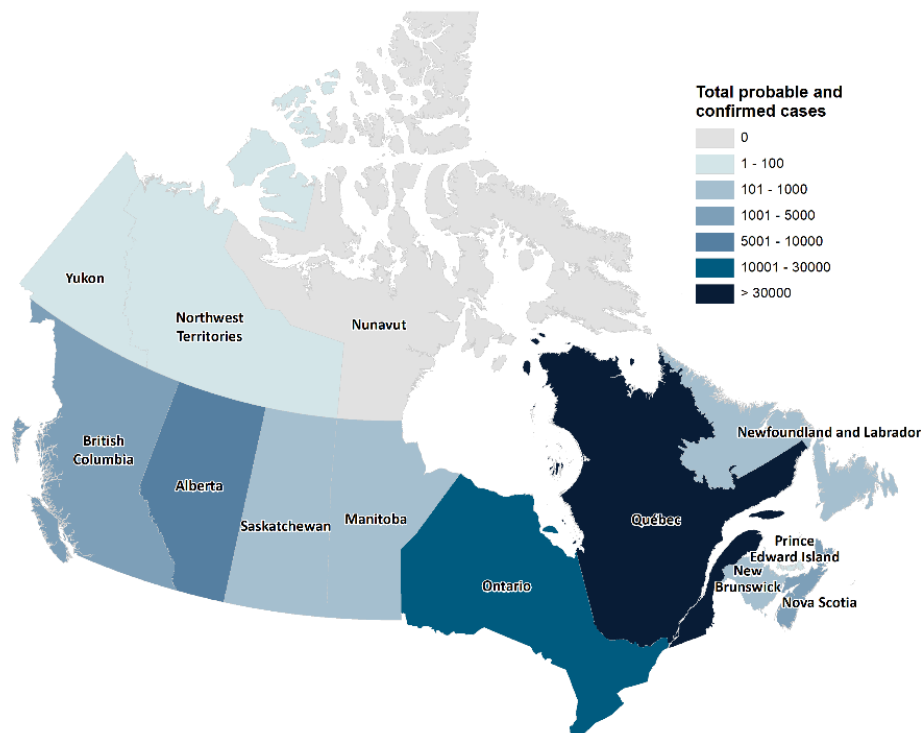 Total probable and
confirmed cases
0
1 - 100
101 - 1000
1001 - 5000
5001 - 10000
10001 - 30000
> 30000
Yukon
Northwest
Territories
Nunavut
British
Columbia
Alberta
Saskatchewan
Manitoba
Ontario
Québec
Newfoundland and Labrador
Prince
Edward Island
New
Brunswick
Nova Scotia